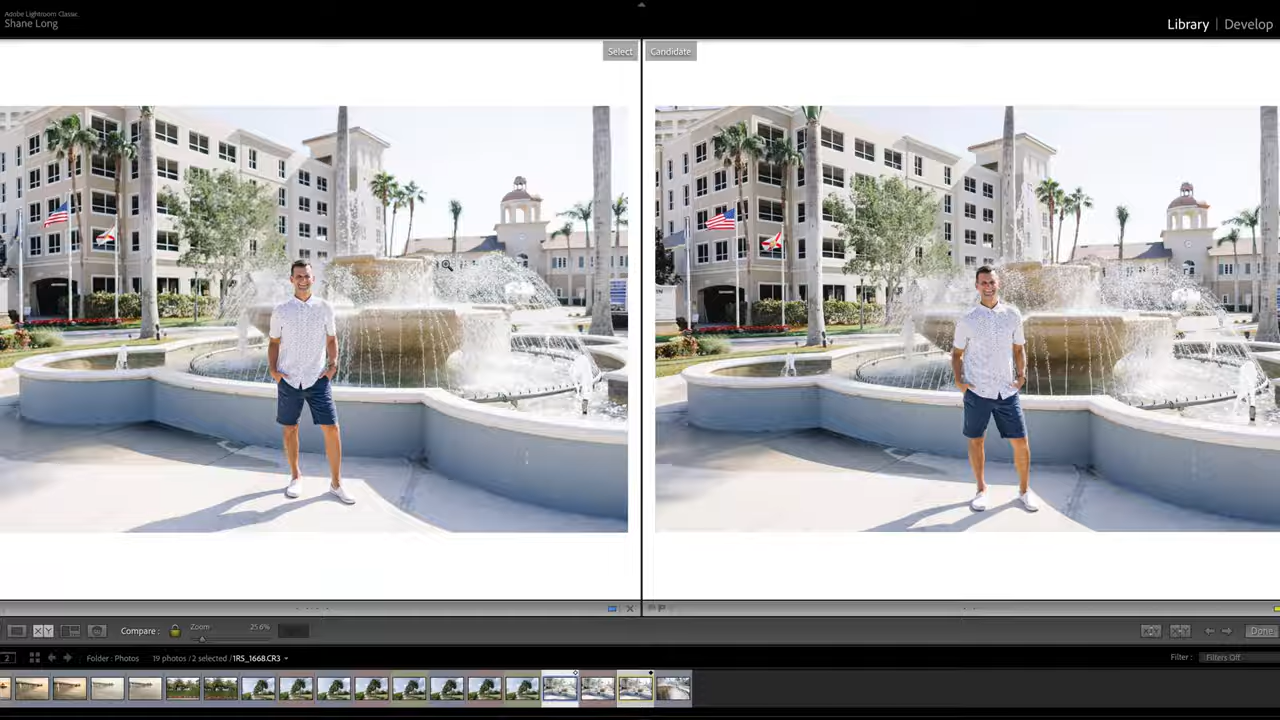 Adobe Lightroom Classic
Shane Long
Library | Develop
Select
Candidate
Compare :
Zoom
25.6%
Done
2
Folder : Photos
19 photos / 2 selected / 1RS_1668.CR3
Filter :
Filters Off